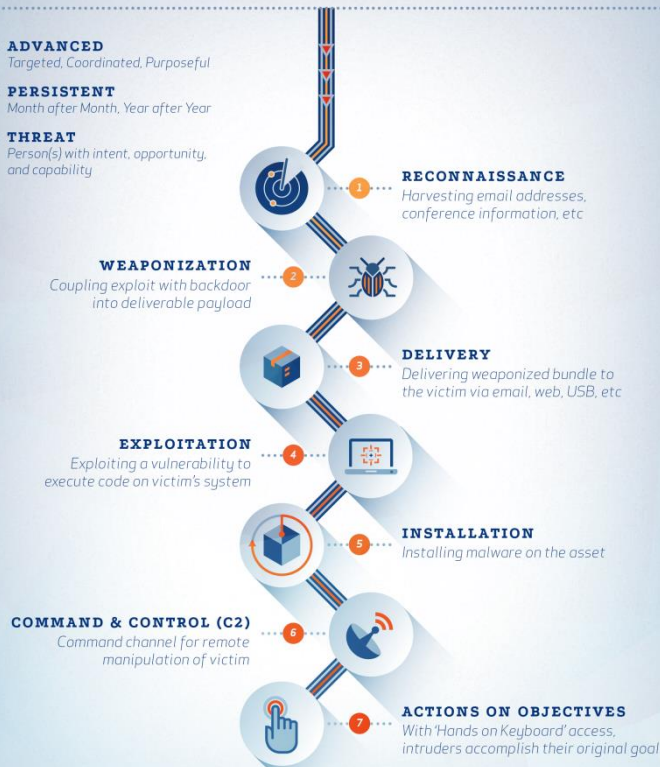 ADVANCED
Targeted, Coordinated, Purposeful
PERSISTENT
Month after Month, Year after Year
THREAT
Person(s) with intent, opportunity,
and capability
1
RECONNAISSANCE
Harvesting email addresses,
conference information, etc
WEAPONIZATION
2
Coupling exploit with backdoor
into deliverable payload
3
DELIVERY
Delivering weaponized bundle to
the victim via email, web, USB, etc
EXPLOITATION
4
Exploiting a vulnerability to
execute code on victim's system
5
INSTALLATION
Installing malware on the asset
COMMAND & CONTROL (C2)
6
Command channel for remote
manipulation of victim
7
ACTIONS ON OBJECTIVES
With 'Hands on Keyboard' access,
intruders accomplish their original goal